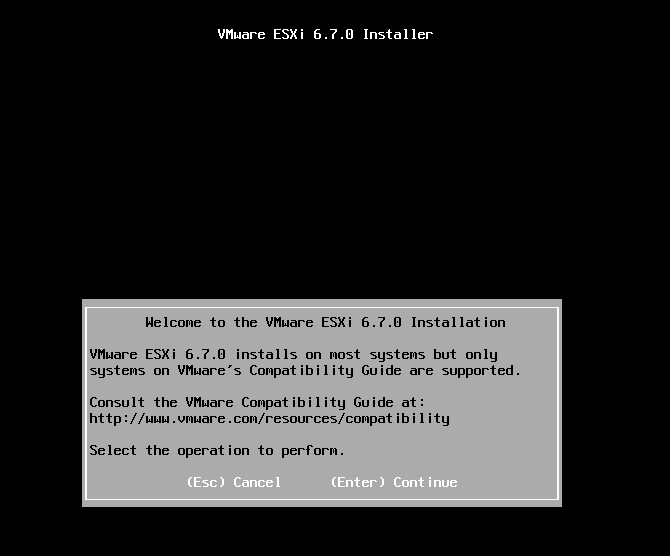 VMware ESXi 6.7.0 Installer
Welcome to the VMware ESXi 6.7.0 Installation
VMware ESXi 6.7.0 installs on most systems but only
systems on VMware's Compatibility Guide are supported.
Consult the VMware Compatibility Guide at:
http://www.vmware.com/resources/compatibility
Select the operation to perform.
(Esc) Cancel (Enter) Continue